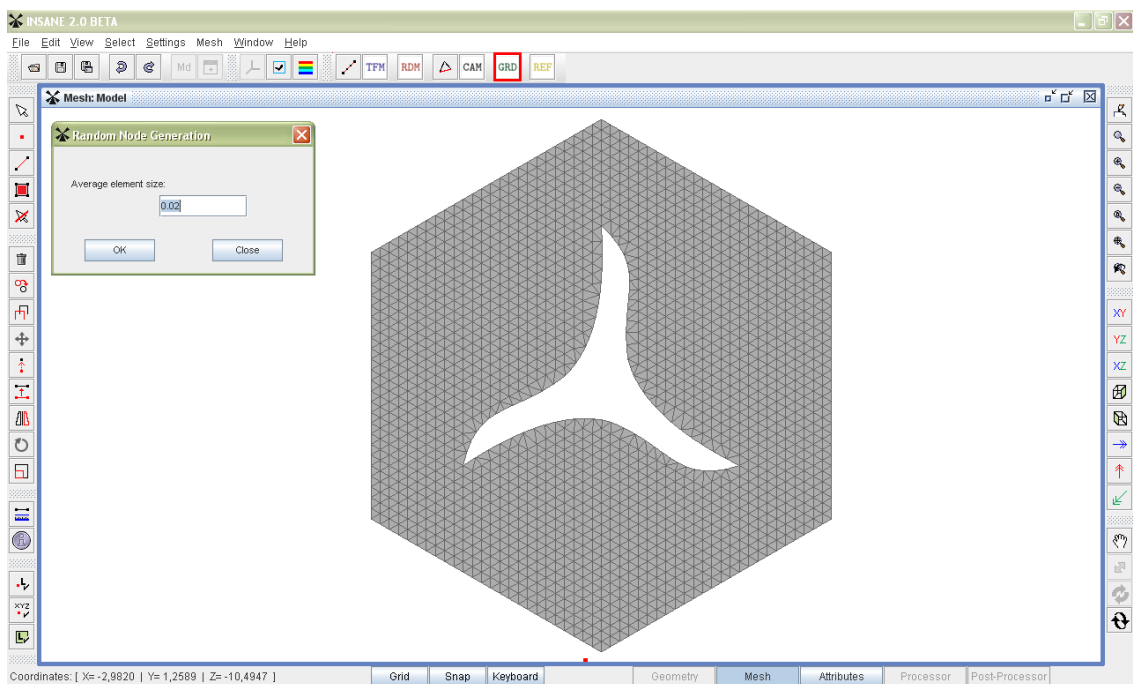 INSANE 2.0 BETA
File Edit View Select Settings Mesh Window Help
Md TFM RDM CAM GRD REF
Mesh: Model
Random Node Generation
Average element size:
0.02
OK Close
XY
YZ
XZ
XYZ
L
Coordinates: [ X= -2,9820 | Y= 1,2589 | Z= -10,4947 ] Grid Snap Keyboard Geometry Mesh Attributes Processor Post-Processor